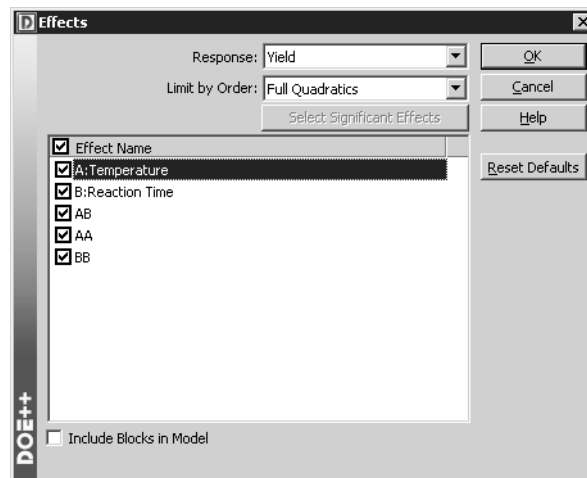 D Effects
Response: Yield
OK
Limit by Order: Full Quadratics
Cancel
Select Significant Effects
Help
Effect Name
Reset Defaults
A:Temperature
B:Reaction Time
AB
AA
BB
Include Blocks in Model
DOE++